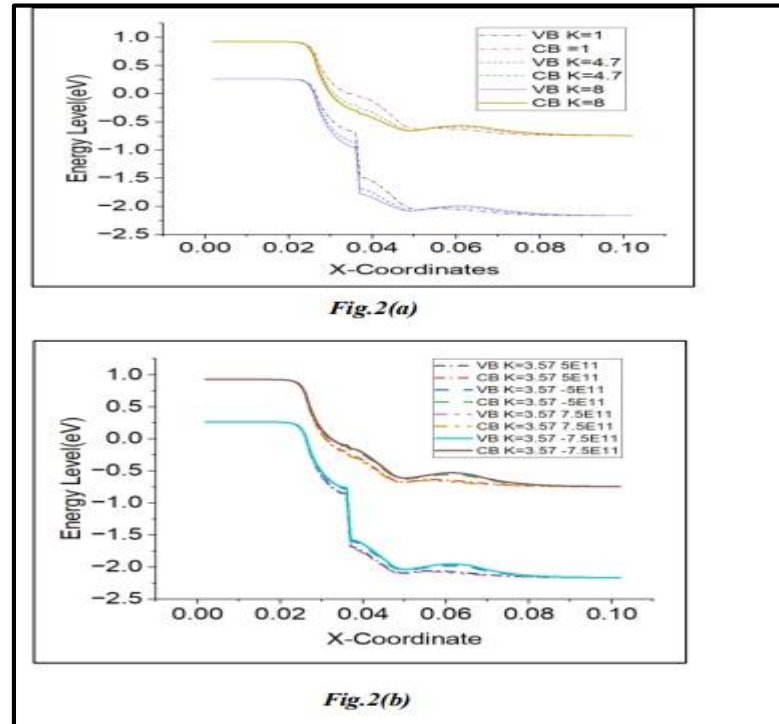 1.0
0.5
0.0
−0.5
−1.0
−1.5
−2.0
−2.5
Energy Level(eV)
VB K=1
CB =1
VB K=4.7
CB K=4.7
VB K=8
CB K=8
0.00 0.02 0.04 0.06 0.08 0.10
X-Coordinates
Fig.2(a)
1.0
0.5
0.0
−0.5
−1.0
−1.5
−2.0
−2.5
Energy Level(eV)
VB K=3.57 5E11
CB K=3.57 5E11
VB K=3.57 -5E11
CB K=3.57 -5E11
VB K=3.57 7.5E11
CB K=3.57 7.5E11
VB K=3.57 -7.5E11
CB K=3.57 -7.5E11
0.00 0.02 0.04 0.06 0.08 0.10
X-Coordinate
Fig.2(b)